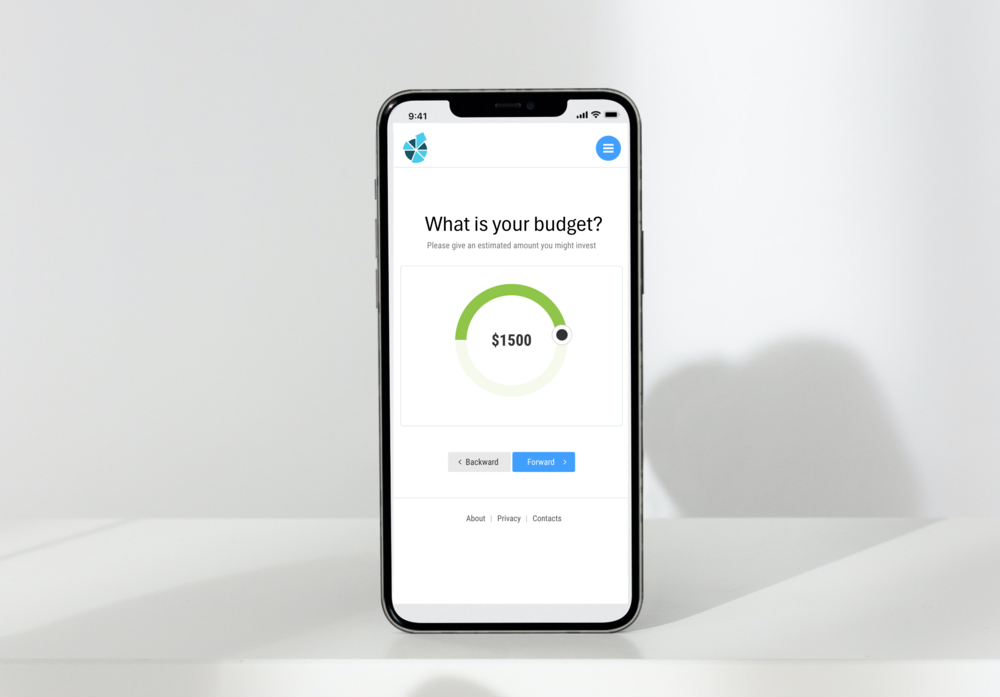 9:41
What is your budget?
Please give an estimated amount you might invest
$1500
Backward
Forward
About | Privacy | Contacts